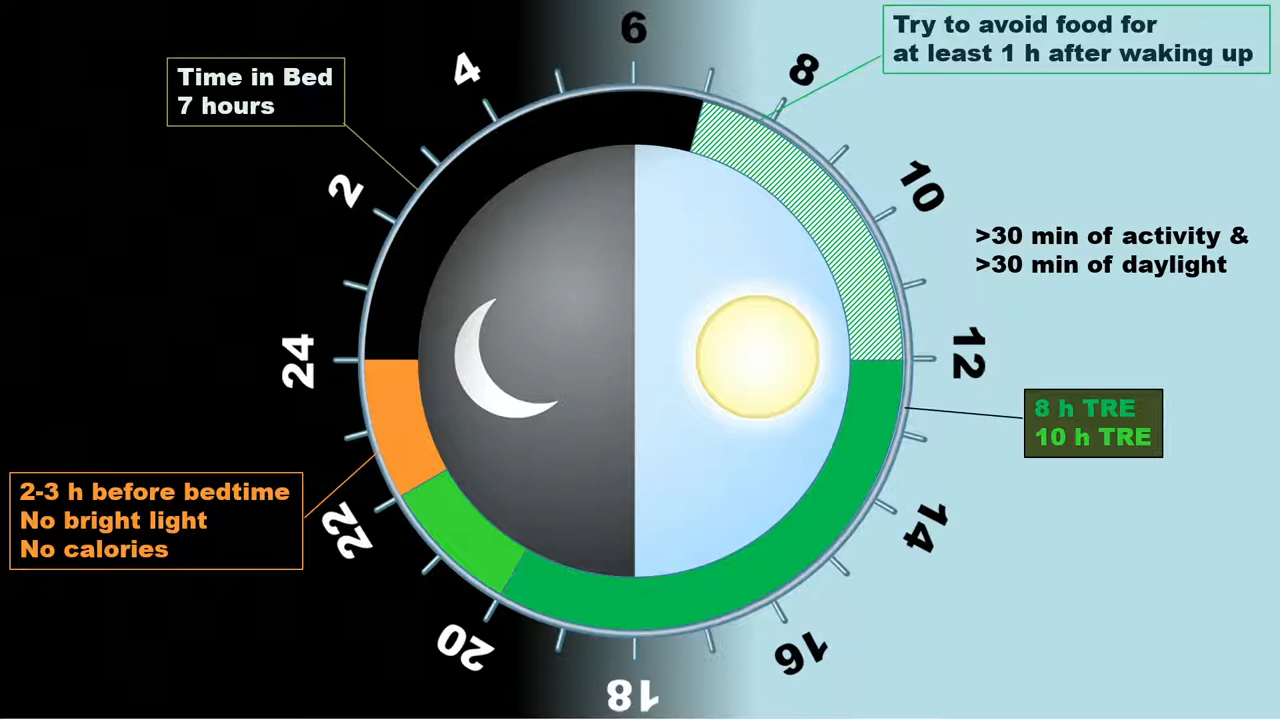 Try to avoid food for
at least 1 h after waking up
Time in Bed
7 hours
6
8
10
12
14
16
18
20
22
24
2
4
>30 min of activity &
>30 min of daylight
8 h TRE
10 h TRE
2-3 h before bedtime
No bright light
No calories